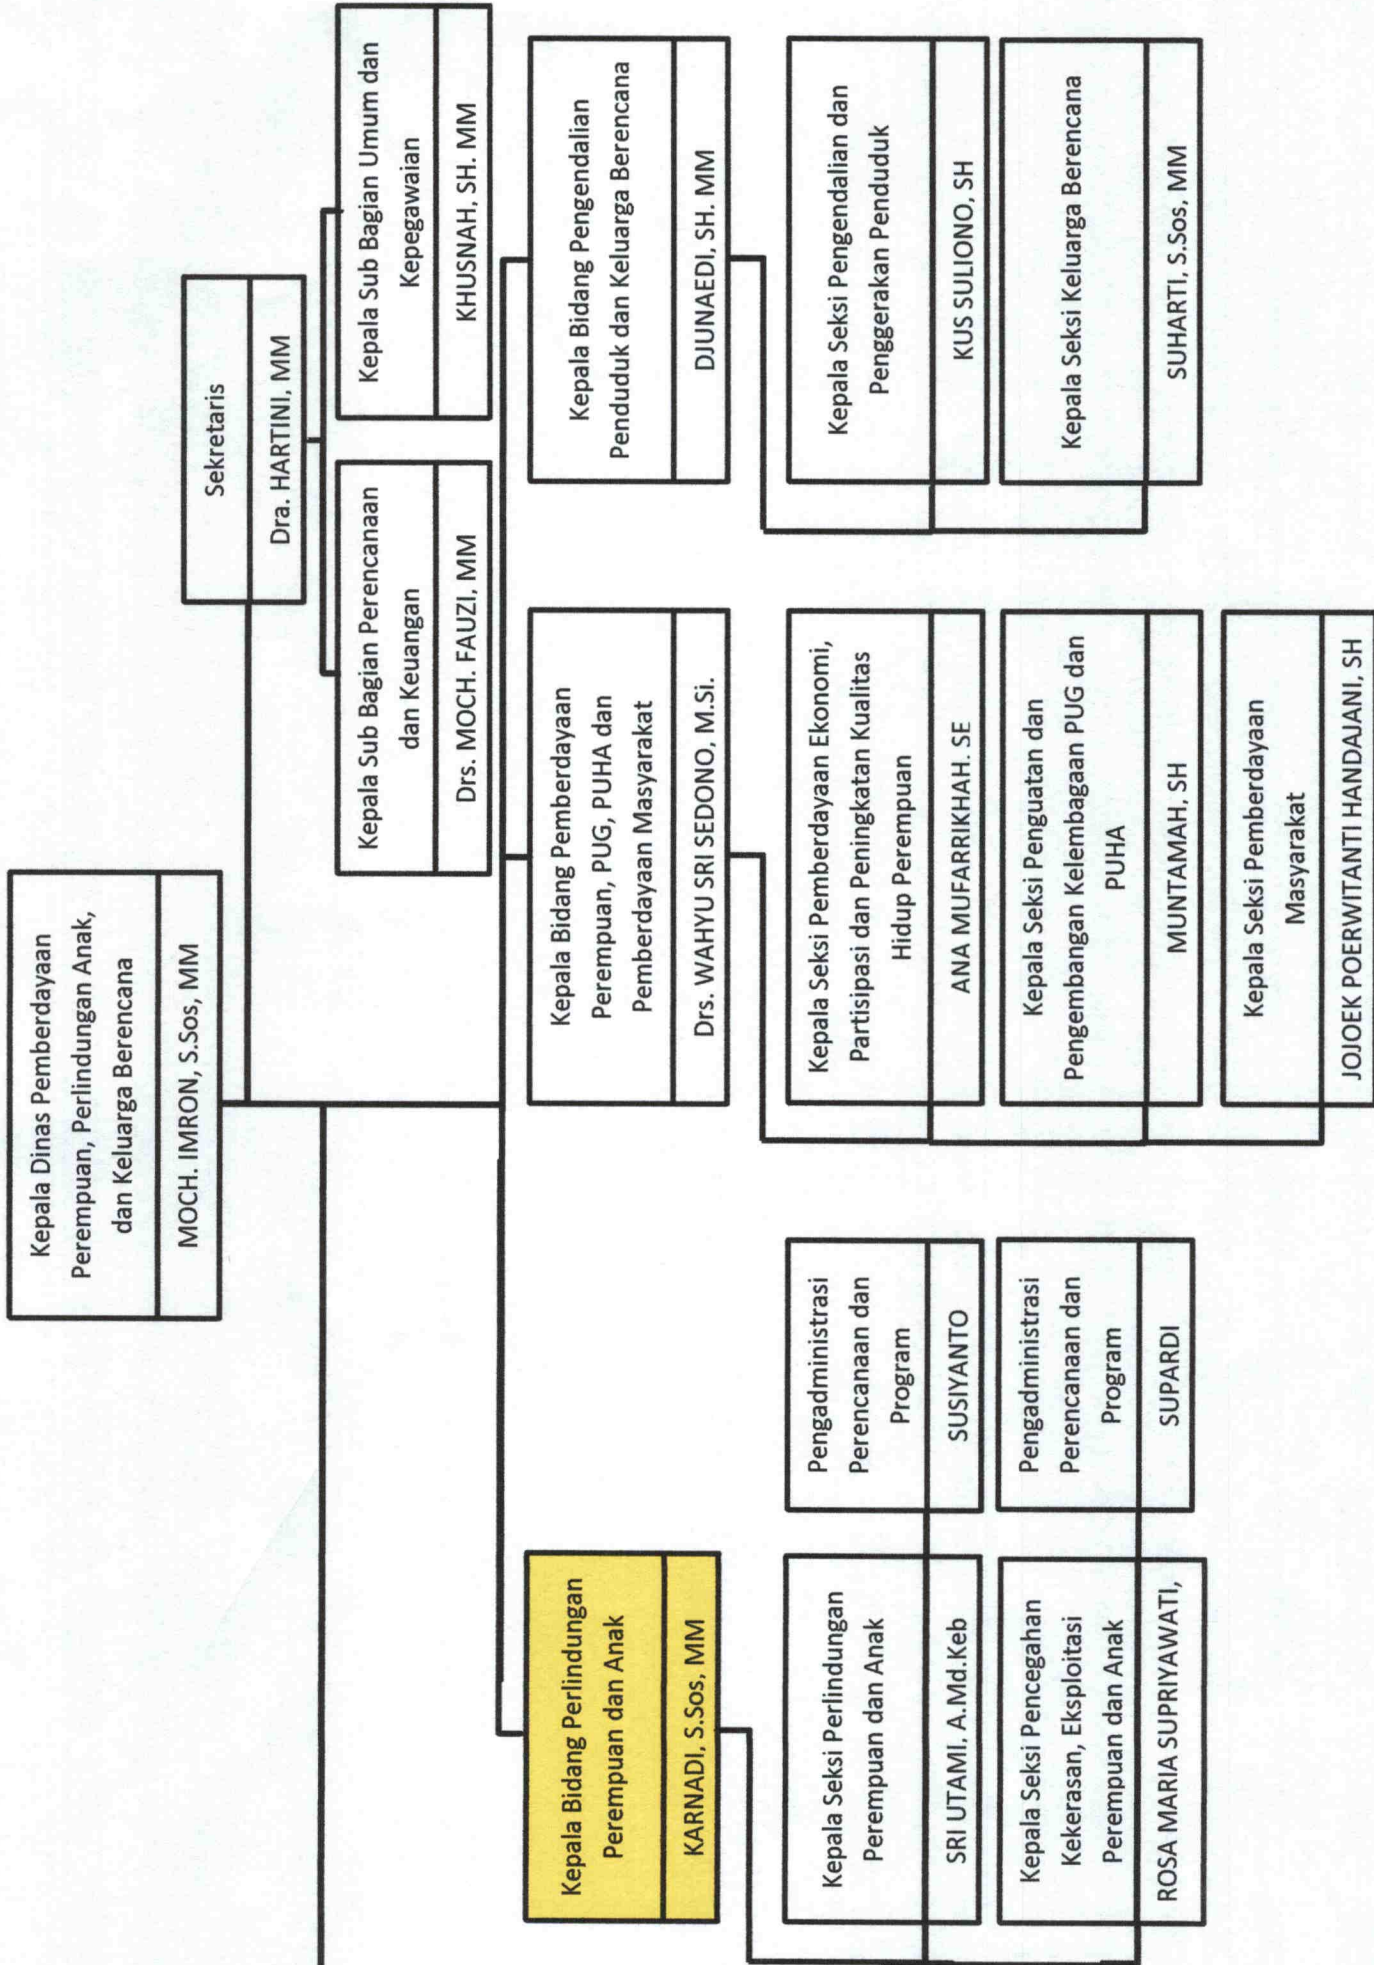 Kepala Dinas Pemberdayaan
Perempuan, Perlindungan Anak,
dan Keluarga Berencana
MOCH. IMRON, S.Sos, MM
Sekretaris
Dra. HARTINI, MM
Kepala Sub Bagian Perencanaan
dan Keuangan
Drs. MOCH. FAUZI, MM
Kepala Sub Bagian Umum dan
Kepegawaian
KHUSNAH, SH. MM
Kepala Bidang Perlindungan
Perempuan dan Anak
KARNADI, S.Sos, MM
Kepala Bidang Pemberdayaan
Perempuan, PUG, PUHA dan
Pemberdayaan Masyarakat
Drs. WAHYU SRI SEDONO, M.Si.
Kepala Bidang Pengendalian
Penduduk dan Keluarga Berencana
DJUNAEDI, SH. MM
Kepala Seksi Perlindungan
Perempuan dan Anak
SRI UTAMI, A.Md.Keb
Pengadministrasi
Perencanaan dan
Program
SUSIYANTO
Kepala Seksi Pemberdayaan Ekonomi,
Partisipasi dan Peningkatan Kualitas
Hidup Perempuan
ANA MUFARRIKHAH. SE
Kepala Seksi Pengendalian dan
Penggerakan Penduduk
KUS SULIONO, SH
Kepala Seksi Pencegahan
Kekerasan, Eksploitasi
Perempuan dan Anak
ROSA MARIA SUPRIYAWATI,
Pengadministrasi
Perencanaan dan
Program
SUPARDI
Kepala Seksi Penguatan dan
Pengembangan Kelembagaan PUG dan
PUHA
MUNTAMAH, SH
Kepala Seksi Keluarga Berencana
SUHARTI, S.Sos, MM
Kepala Seksi Pemberdayaan
Masyarakat
JOJOEK POERWITANTI HANDAJANI, SH